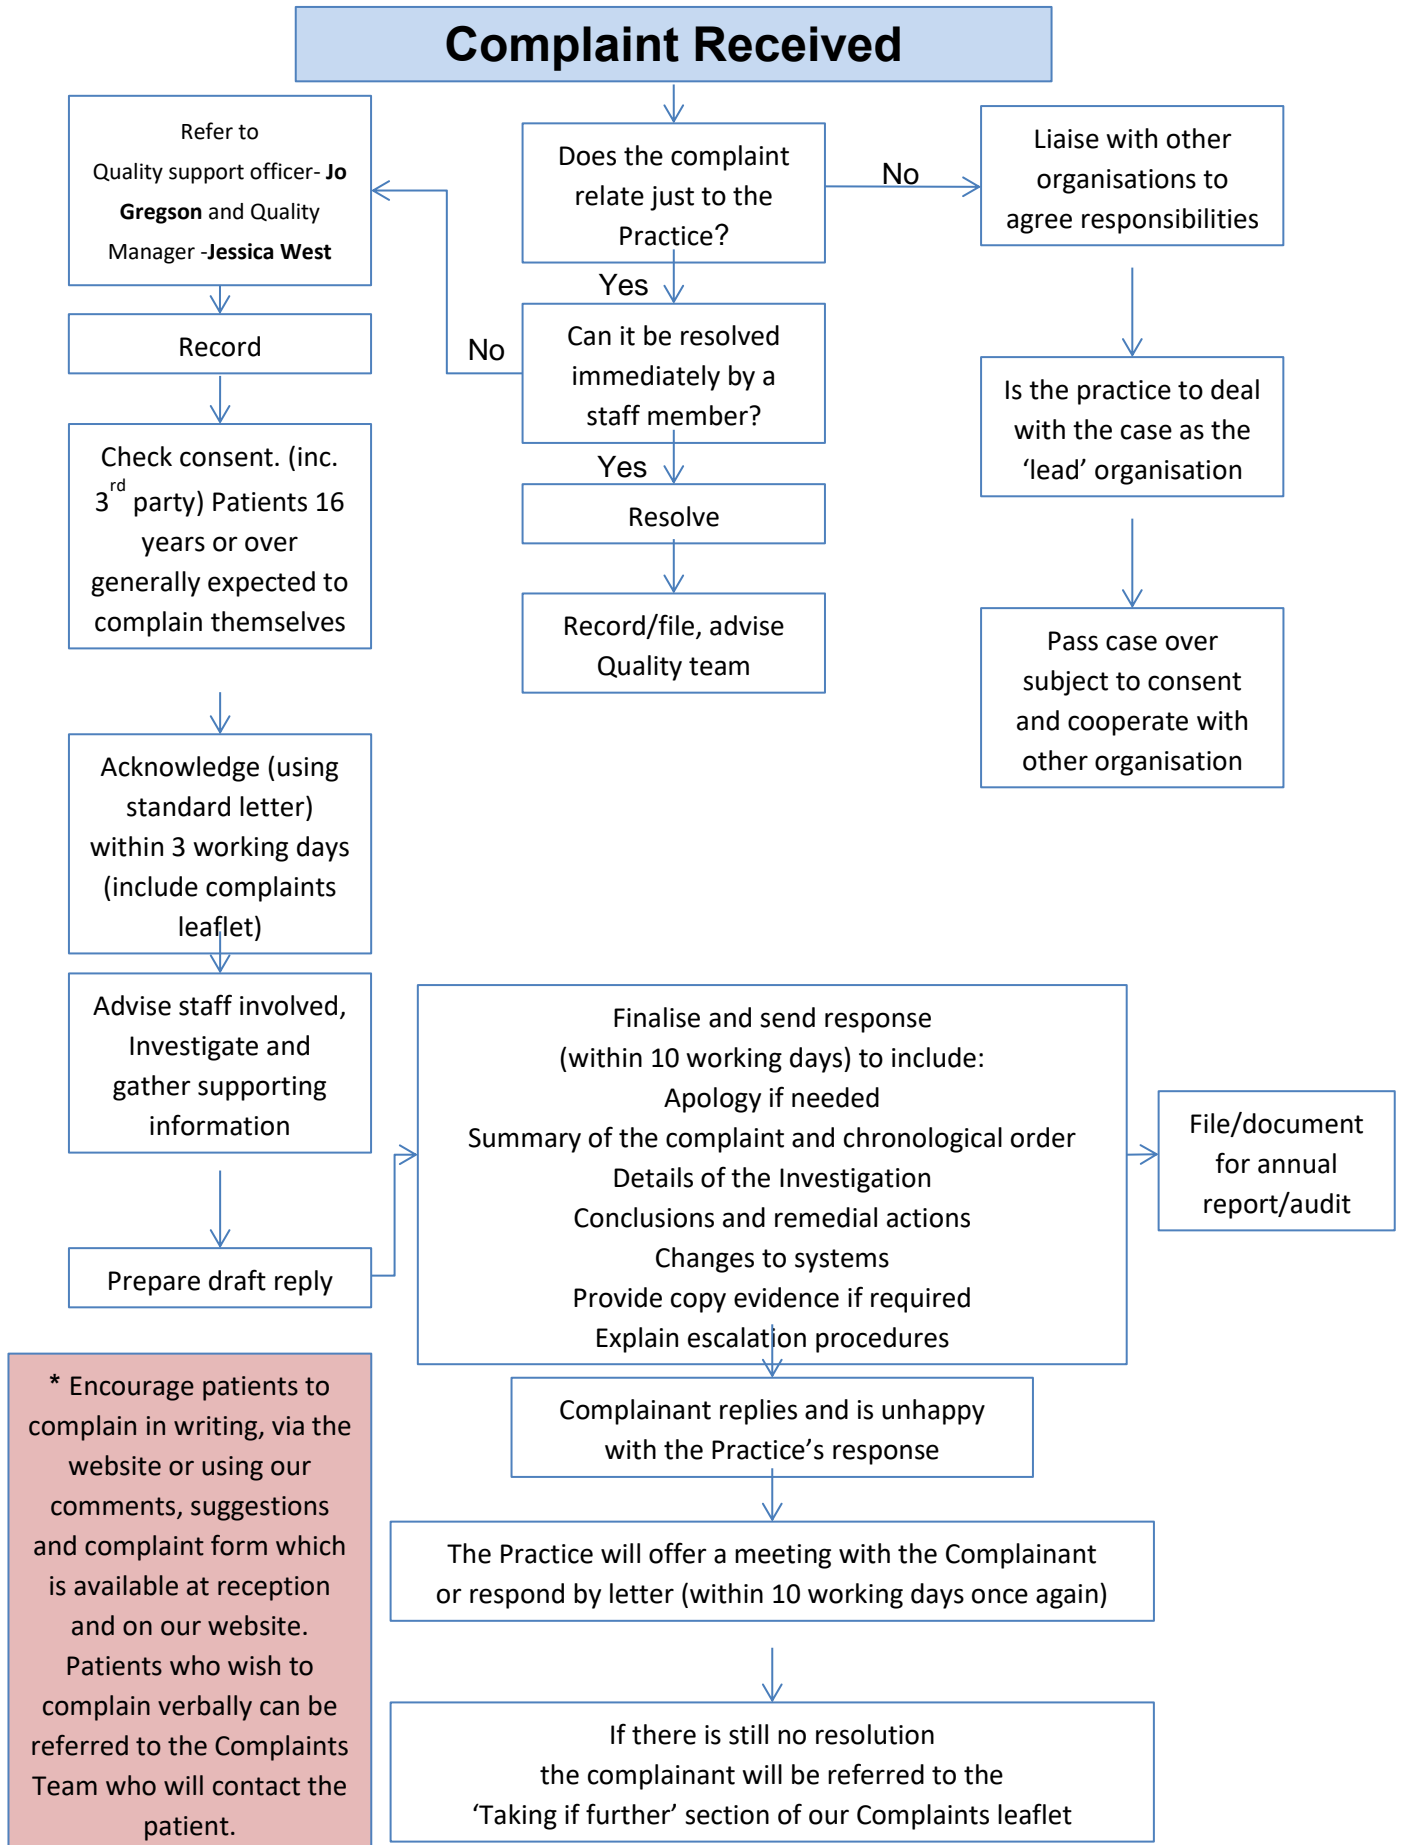 Complaint Received
Refer to
Quality support officer- Jo
Gregson and Quality
Manager -Jessica West
Does the complaint
relate just to the
Practice?
No
Liaise with other
organisations to
agree responsibilities
Yes
Record
No
Can it be resolved
immediately by a
staff member?
Is the practice to deal
with the case as the
‘lead’ organisation
Check consent. (inc.
3rd party) Patients 16
years or over
generally expected to
complain themselves
Yes
Resolve
Record/file, advise
Quality team
Pass case over
subject to consent
and cooperate with
other organisation
Acknowledge (using
standard letter)
within 3 working days
(include complaints
leaflet)
Advise staff involved,
Investigate and
gather supporting
information
Prepare draft reply
Finalise and send response
(within 10 working days) to include:
Apology if needed
Summary of the complaint and chronological order
Details of the Investigation
Conclusions and remedial actions
Changes to systems
Provide copy evidence if required
Explain escalation procedures
File/document
for annual
report/audit
* Encourage patients to
complain in writing, via the
website or using our
comments, suggestions
and complaint form which
is available at reception
and on our website.
Patients who wish to
complain verbally can be
referred to the Complaints
Team who will contact the
patient.
Complainant replies and is unhappy
with the Practice’s response
The Practice will offer a meeting with the Complainant
or respond by letter (within 10 working days once again)
If there is still no resolution
the complainant will be referred to the
‘Taking if further’ section of our Complaints leaflet